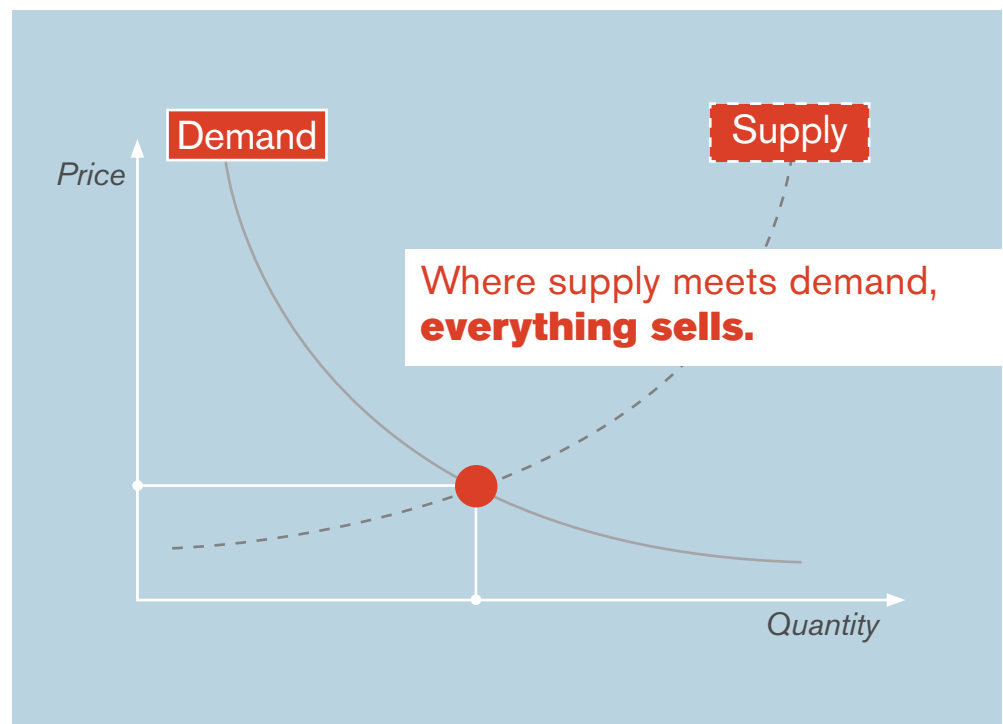 Demand
Supply
Price
Where supply meets demand,
everything sells.
Quantity